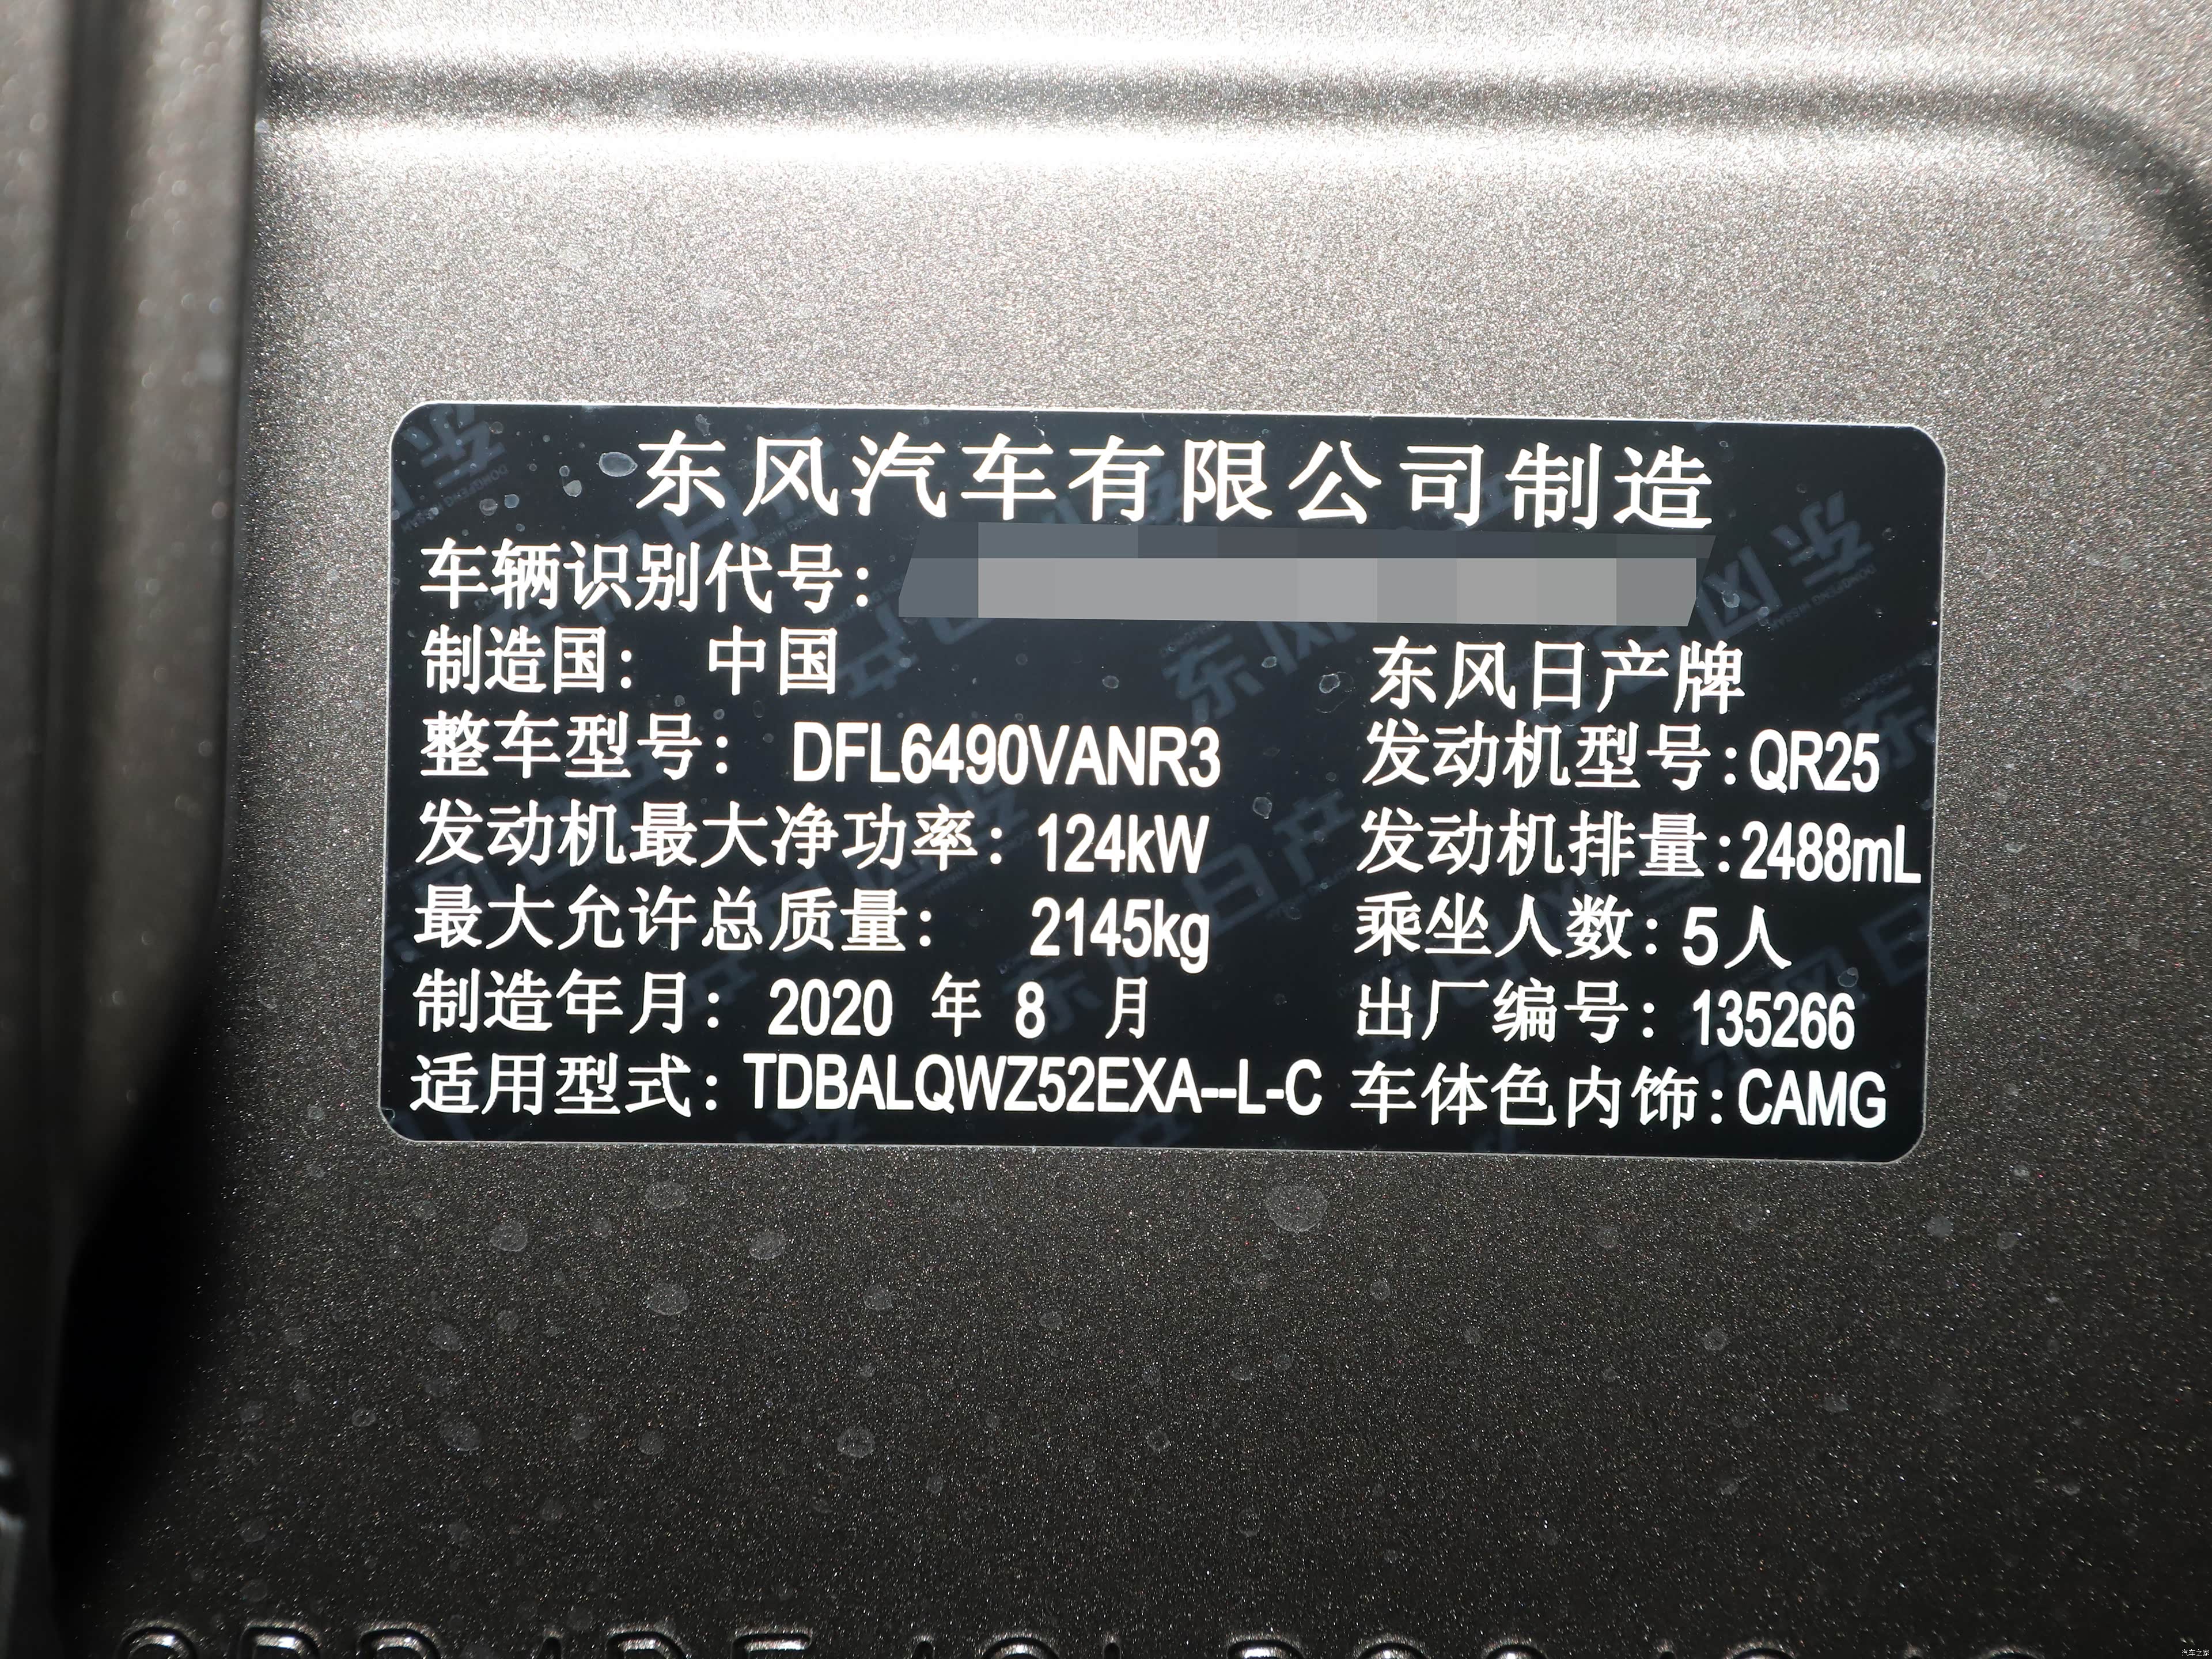 东风汽车有限公司制造
车辆识别代号:
制造国: 中国 东风日产牌
整车型号: DFL6490VANR3 发动机型号:QR25
发动机最大净功率: 124kW 发动机排量:2488mL
最大允许总质量: 2145kg 乘坐人数:5人
制造年月: 2020 年 8 月 出厂编号: 135266
适用型式: TDBALQWZ52EXA--L-C 车体色内饰:CAMG
汽车之家